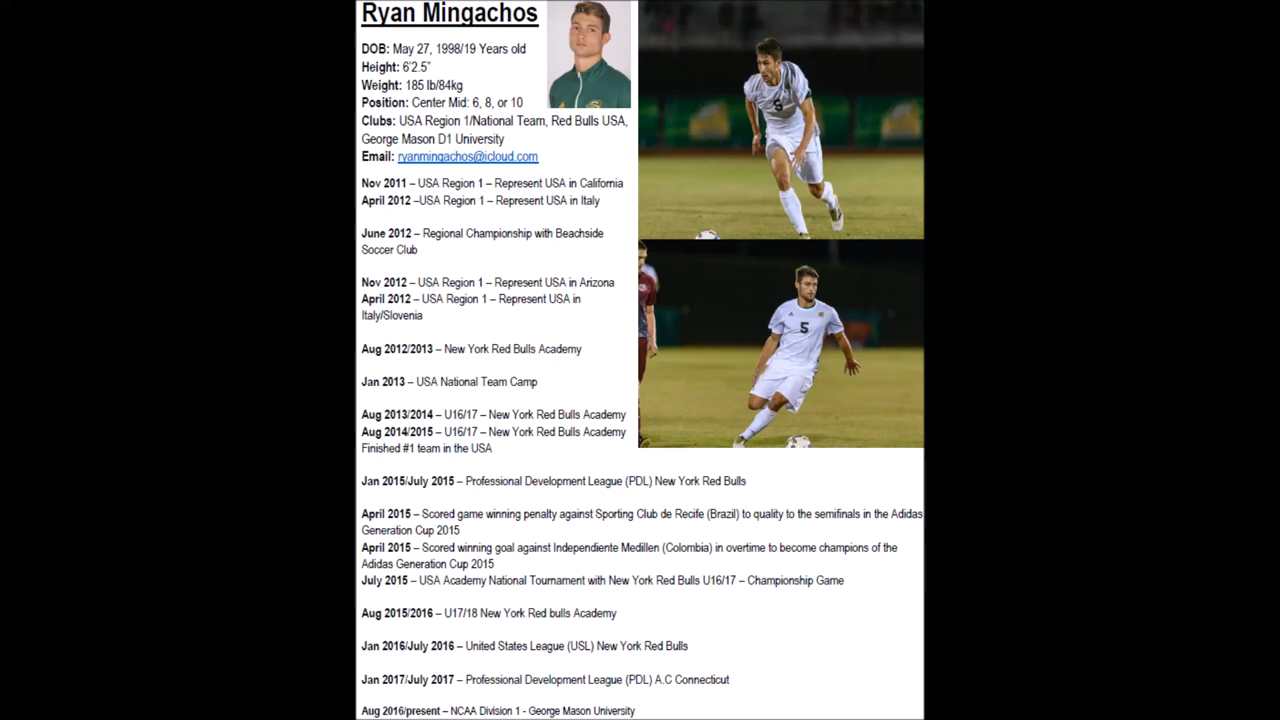 Ryan Mingachos
DOB: May 27, 1998/19 Years old
Height: 6'2.5"
Weight: 185 lb/84kg
Position: Center Mid: 6, 8, or 10
Clubs: USA Region 1/National Team, Red Bulls USA,
George Mason D1 University
Email: ryanmingachos@icloud.com
Nov 2011 – USA Region 1 – Represent USA in California
April 2012 –USA Region 1 – Represent USA in Italy
June 2012 – Regional Championship with Beachside
Soccer Club
Nov 2012 – USA Region 1 – Represent USA in Arizona
April 2012 – USA Region 1 – Represent USA in
Italy/Slovenia
Aug 2012/2013 – New York Red Bulls Academy
Jan 2013 - USA National Team Camp
Aug 2013/2014 – U16/17 – New York Red Bulls Academy
Aug 2014/2015 – U16/17 – New York Red Bulls Academy
Finished #1 team in the USA
Jan 2015/July 2015 – Professional Development League (PDL) New York Red Bulls
April 2015 – Scored game winning penalty against Sporting Club de Recife (Brazil) to quality to the semifinals in the Adidas
Generation Cup 2015
April 2015 – Scored winning goal against Independiente Medillen (Colombia) in overtime to become champions of the
Adidas Generation Cup 2015
July 2015 – USA Academy National Tournament with New York Red Bulls U16/17 – Championship Game
Aug 2015/2016 – U17/18 New York Red bulls Academy
Jan 2016/July 2016 – United States League (USL) New York Red Bulls
Jan 2017/July 2017 – Professional Development League (PDL) A.C Connecticut
Aug 2016/present – NCAA Division 1 - George Mason University
5
5